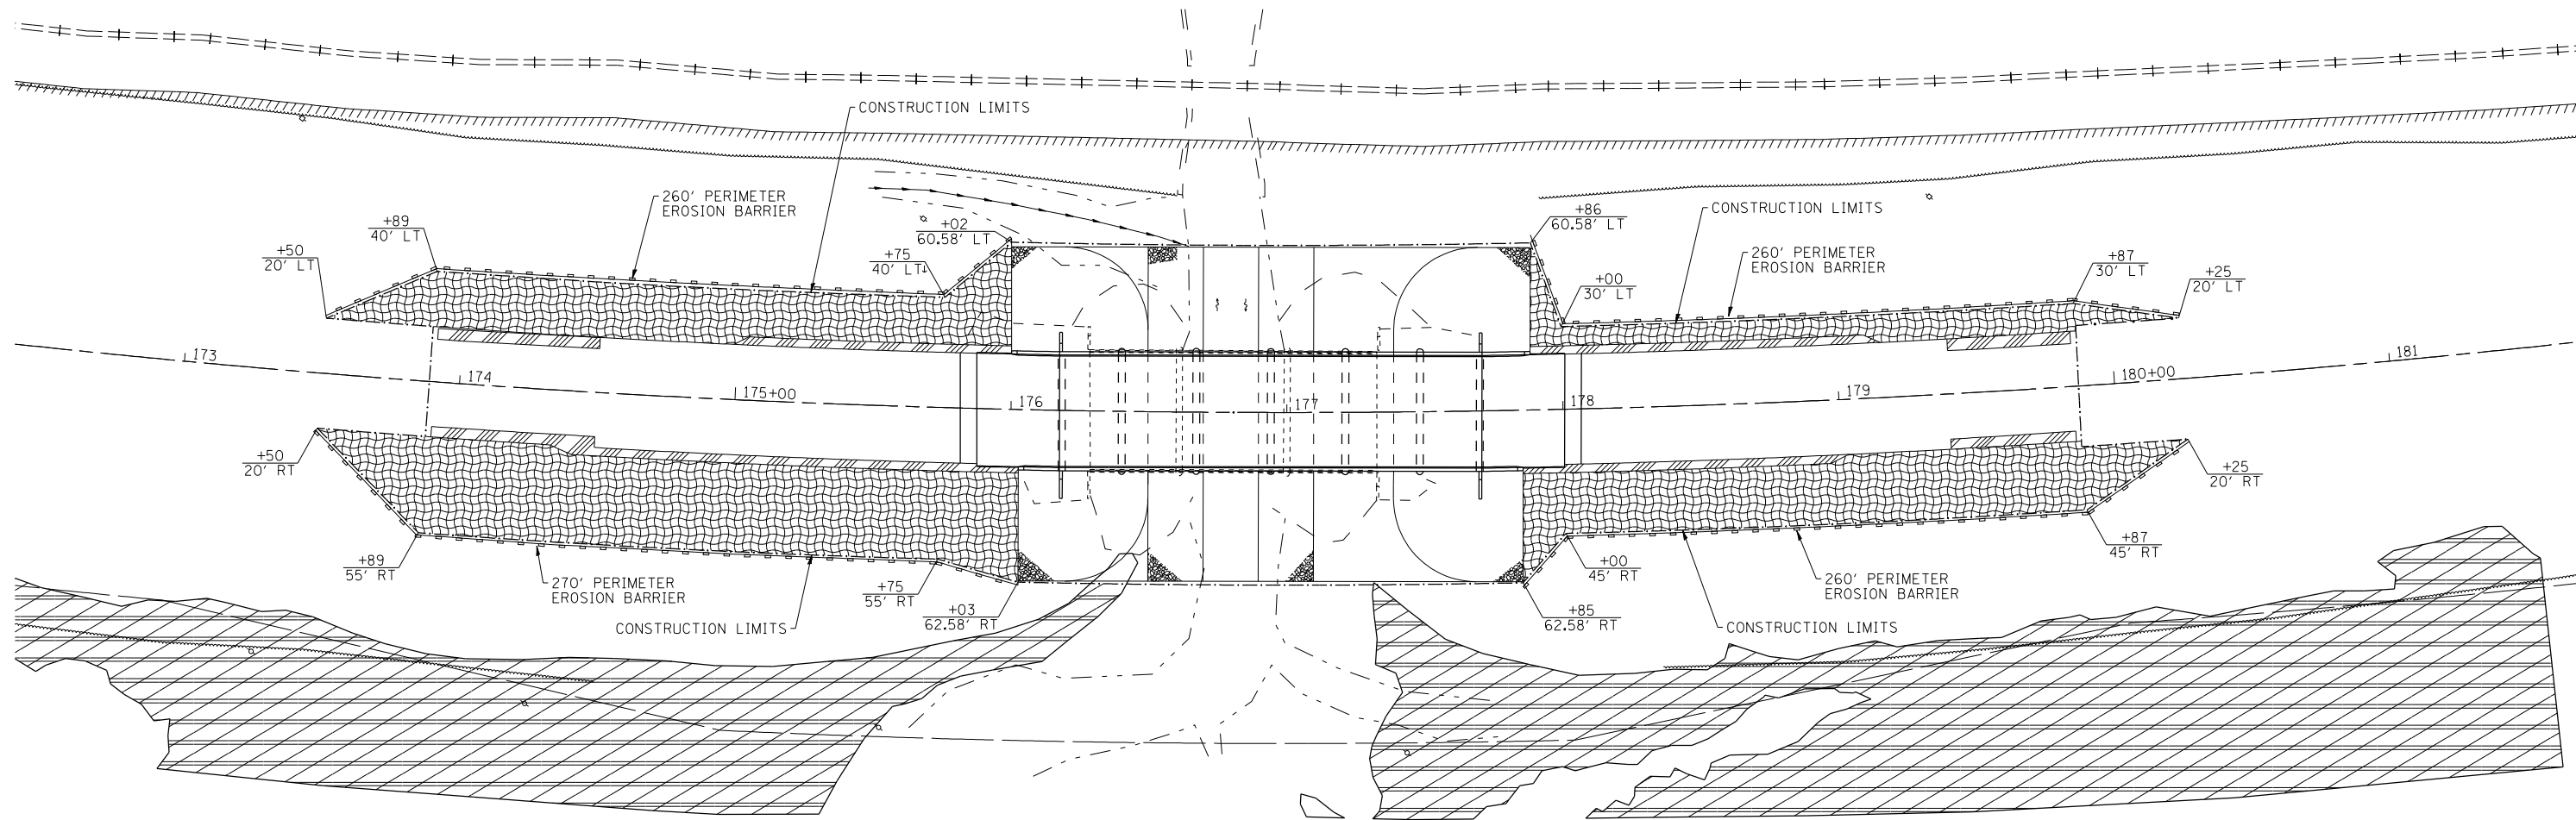 CONSTRUCTION LIMITS
260' PERIMETER
EROSION BARRIER
+89
40' LT
+50
20' LT
+02
60.58' LT
+75
40' LT
+86
60.58' LT
CONSTRUCTION LIMITS
260' PERIMETER
EROSION BARRIER
+00
30' LT
+87
30' LT
+25
20' LT
173
174
175+00
176
177
178
179
180+00
181
+50
20' RT
+89
55' RT
270' PERIMETER
EROSION BARRIER
CONSTRUCTION LIMITS
+75
55' RT
+03
62.58' RT
+85
62.58' RT
+00
45' RT
CONSTRUCTION LIMITS
260' PERIMETER
EROSION BARRIER
+87
45' RT
+25
20' RT